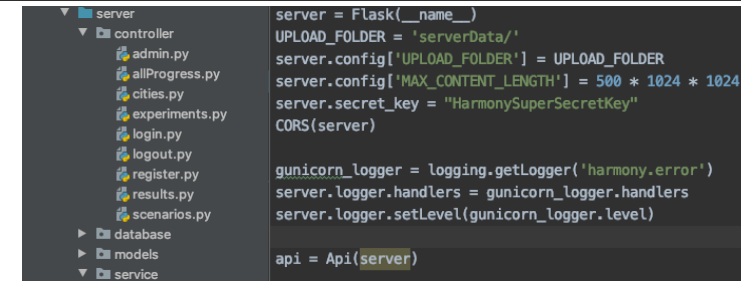 server
controller
admin.py
allProgress.py
cities.py
experiments.py
login.py
logout.py
register.py
results.py
scenarios.py
database
models
service
server = Flask(__name__)
UPLOAD_FOLDER = 'serverData/'
server.config['UPLOAD_FOLDER'] = UPLOAD_FOLDER
server.config['MAX_CONTENT_LENGTH'] = 500 * 1024 * 1024
server.secret_key = "HarmonySuperSecretKey"
CORS(server)
gunicorn_logger = logging.getLogger('harmony.error')
server.logger.handlers = gunicorn_logger.handlers
server.logger.setLevel(gunicorn_logger.level)
api = Api(server)